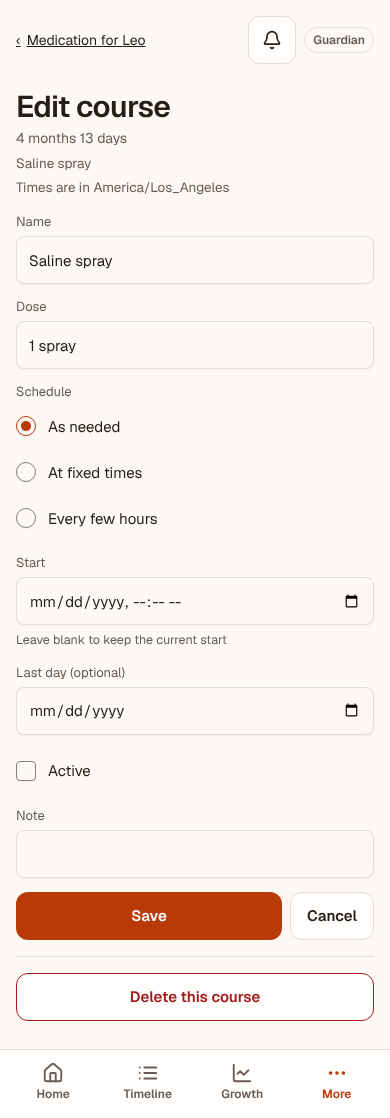 ‹ Medication for Leo
Guardian
Edit course
4 months 13 days
Saline spray
Times are in America/Los_Angeles
Name
Saline spray
Dose
1 spray
Schedule
As needed
At fixed times
Every few hours
Start
mm/dd/yyyy, --:-- --
Leave blank to keep the current start
Last day (optional)
mm/dd/yyyy
Active
Note
Save
Cancel
Delete this course
Home
Timeline
Growth
More